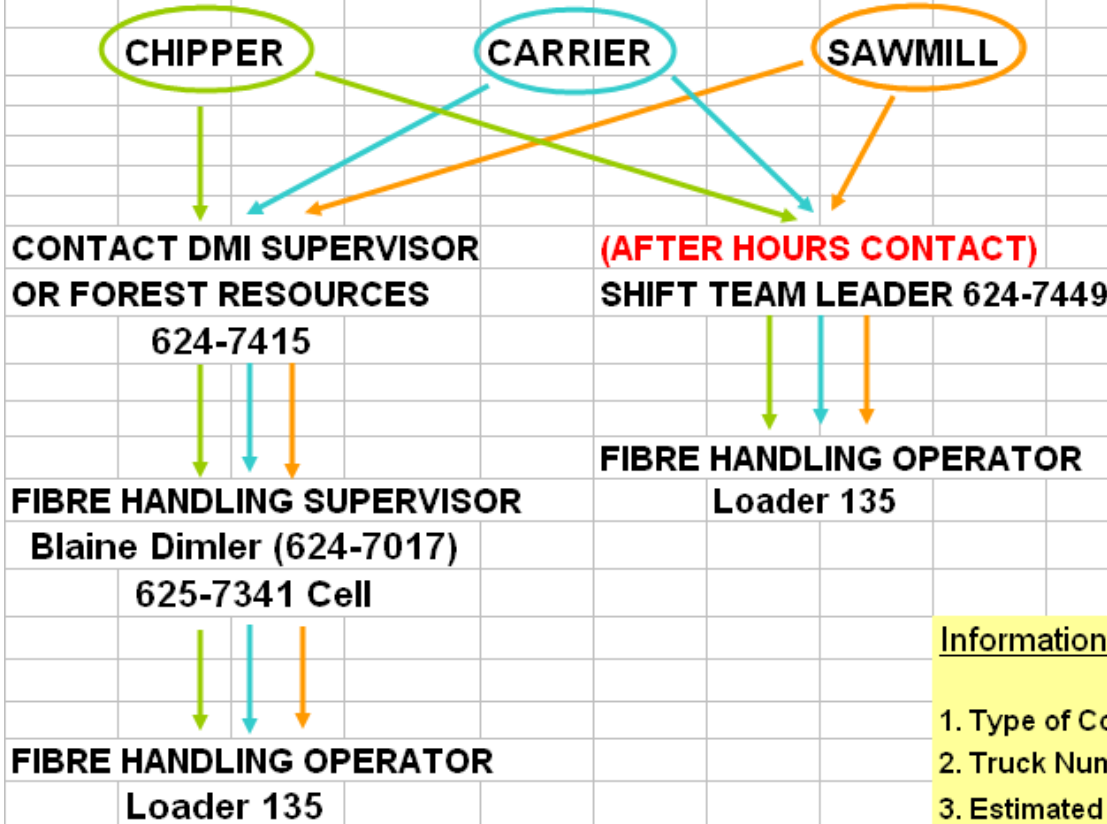 CHIPPER CARRIER SAWMILL
CONTACT DMI SUPERVISOR
OR FOREST RESOURCES
624-7415
FIBRE HANDLING SUPERVISOR
Blaine Dimler (624-7017)
625-7341 Cell
FIBRE HANDLING OPERATOR
Loader 135
(AFTER HOURS CONTACT)
SHIFT TEAM LEADER 624-7449
FIBRE HANDLING OPERATOR
Loader 135
Information
1. Type of
2. Truck
3. Estimated